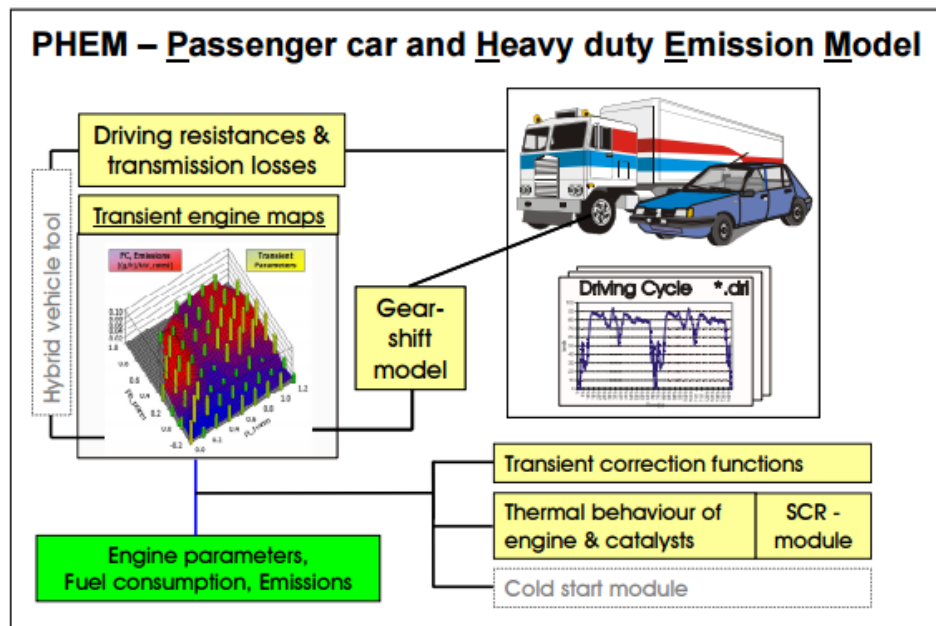 PHEM – Passenger car and Heavy duty Emission Model
Driving resistances &
transmission losses
Hybrid vehicle tool
Transient engine maps
FC, Emissions
Transient
Parameters
Gear-
shift
model
Driving Cycle *.dri
Transient correction functions
Thermal behaviour of
engine & catalysts
SCR -
module
Cold start module
Engine parameters,
Fuel consumption, Emissions